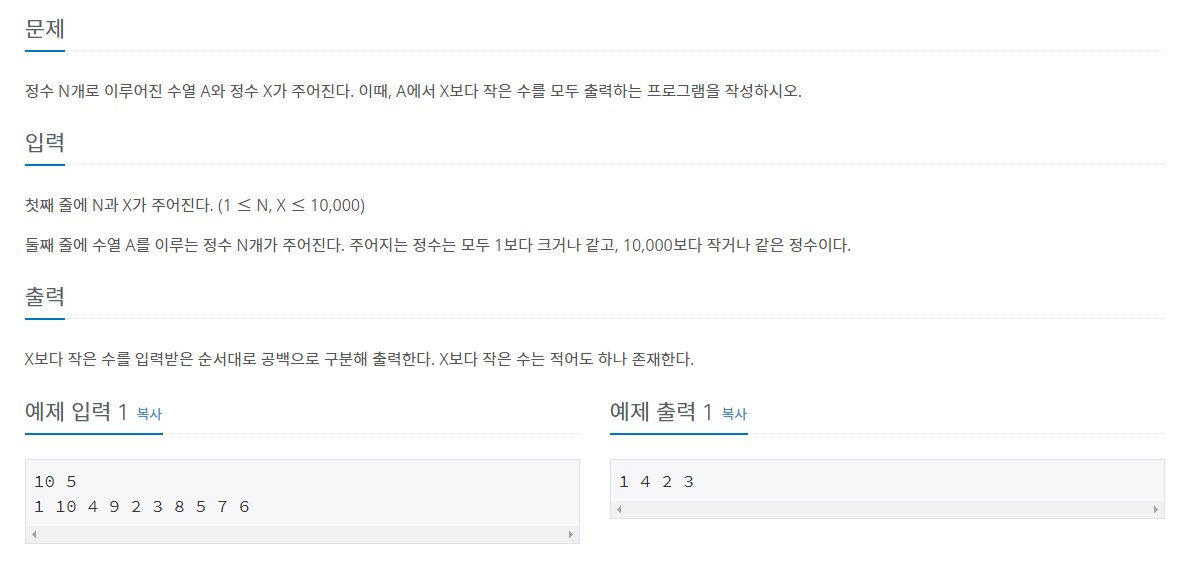 문제
정수 N개로 이루어진 수열 A와 정수 X가 주어진다. 이때, A에서 X보다 작은 수를 모두 출력하는 프로그램을 작성하시오.
입력
첫째 줄에 N과 X가 주어진다. (1 ≤ N, X ≤ 10,000)
둘째 줄에 수열 A를 이루는 정수 N개가 주어진다. 주어지는 정수는 모두 1보다 크거나 같고, 10,000보다 작거나 같은 정수이다.
출력
X보다 작은 수를 입력받은 순서대로 공백으로 구분해 출력한다. X보다 작은 수는 적어도 하나 존재한다.
예제 입력 1 복사
10 5
1 10 4 9 2 3 8 5 7 6
예제 출력 1 복사
1 4 2 3